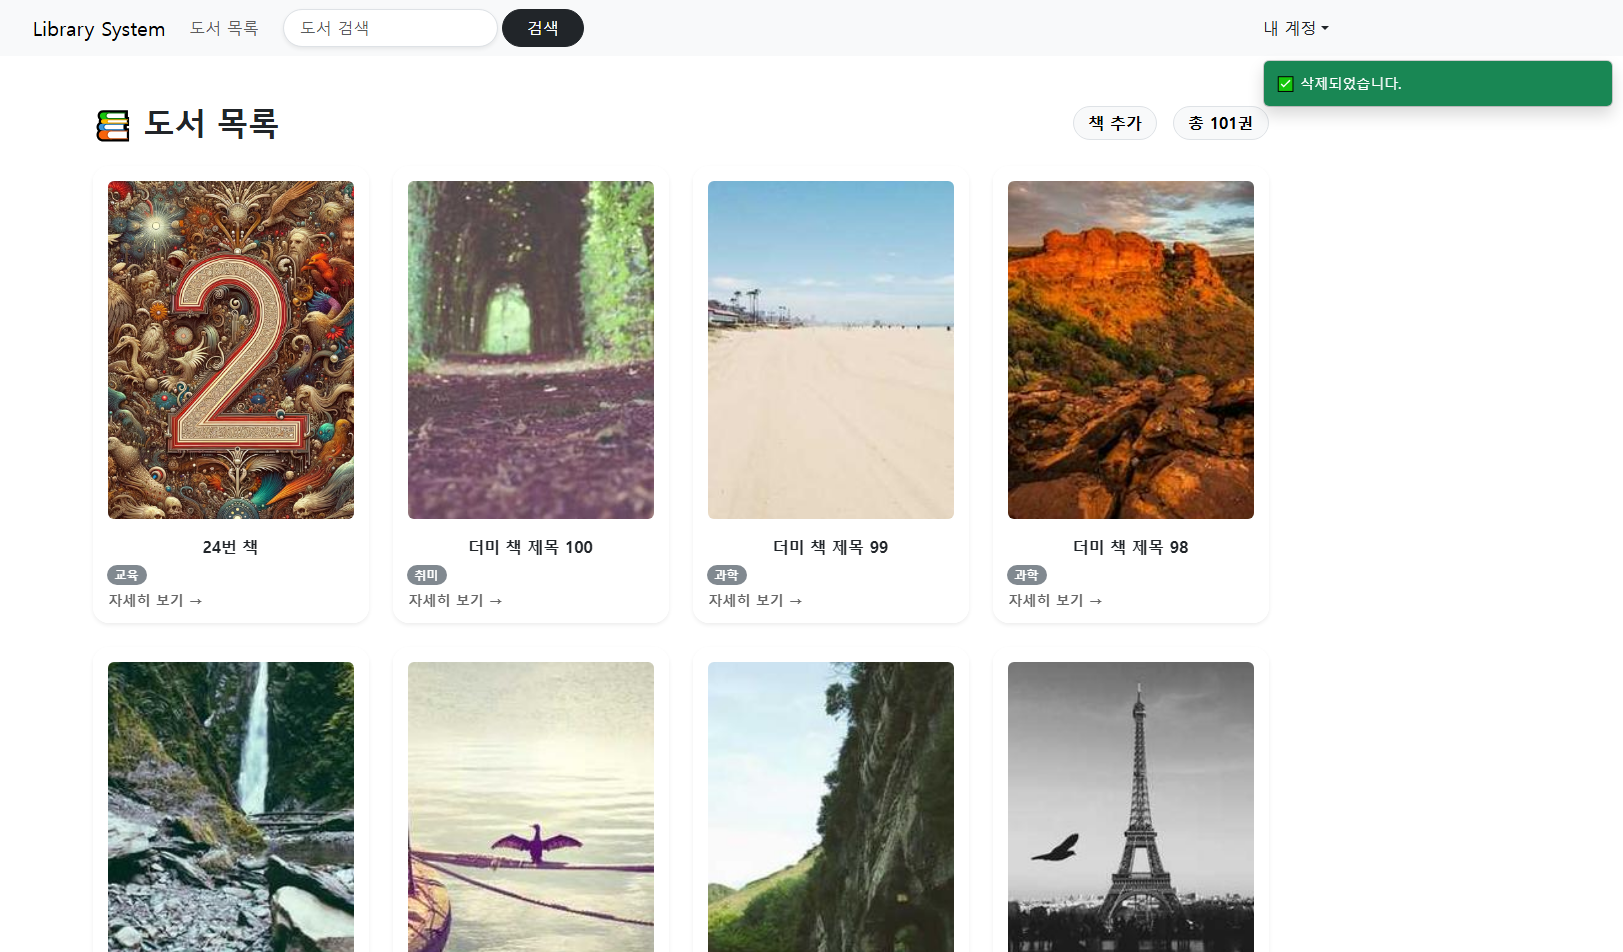 Library System 도서 목록 도서 검색 검색 내 계정
✅ 삭제되었습니다.
📚 도서 목록 책 추가 총 101권
2
24번 책
교육
자세히 보기 →
더미 책 제목 100
취미
자세히 보기 →
더미 책 제목 99
과학
자세히 보기 →
더미 책 제목 98
과학
자세히 보기 →